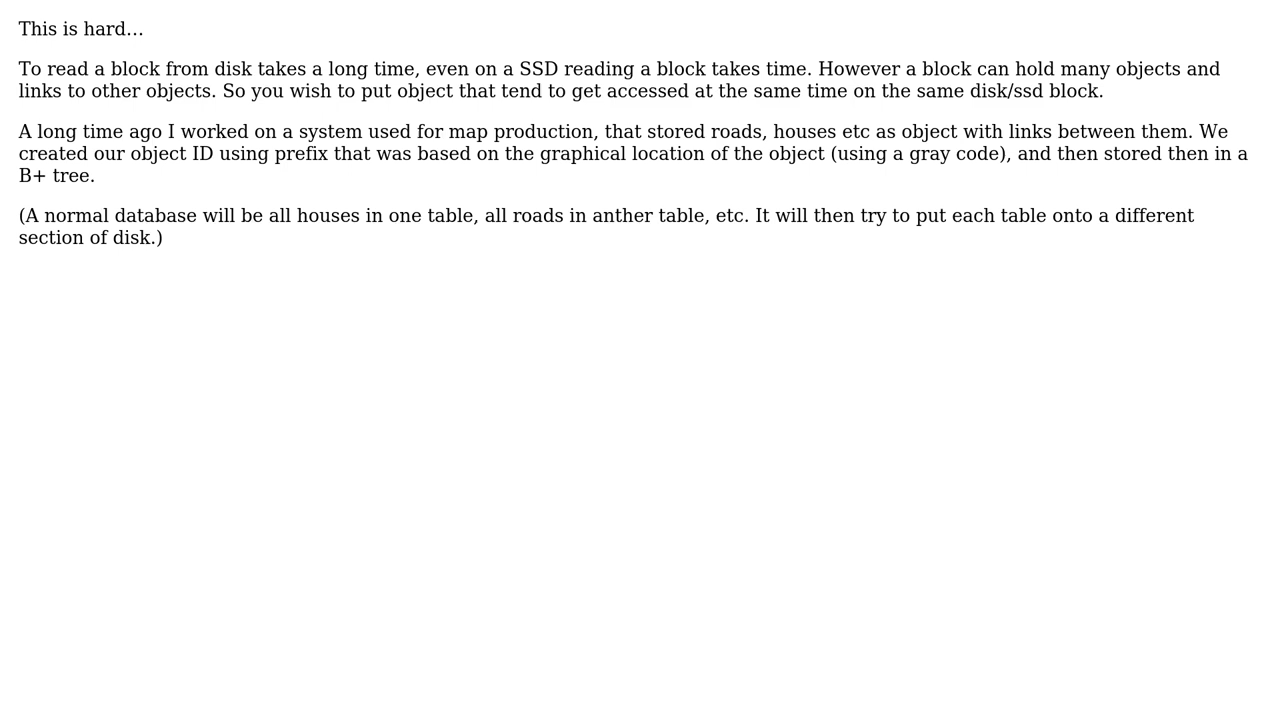 This is hard...
To read a block from disk takes a long time, even on a SSD reading a block takes time. However a block can hold many objects and
links to other objects. So you wish to put object that tend to get accessed at the same time on the same disk/ssd block.
A long time ago I worked on a system used for map production, that stored roads, houses etc as object with links between them. We
created our object ID using prefix that was based on the graphical location of the object (using a gray code), and then stored then in a
B+ tree.
(A normal database will be all houses in one table, all roads in anther table, etc. It will then try to put each table onto a different
section of disk.)